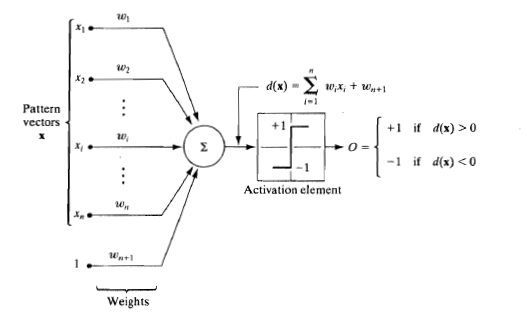 x₁
w₁
x₂
w₂
⋮
Pattern
vectors
x
xᵢ
wᵢ
⋮
xₙ
wₙ
1
wₙ₊₁
Weights
Σ
d(x) = Σ_{i=1}^{n} wᵢxᵢ + wₙ₊₁
+1
−1
Activation element
O = { +1 if d(x) > 0
−1 if d(x) < 0